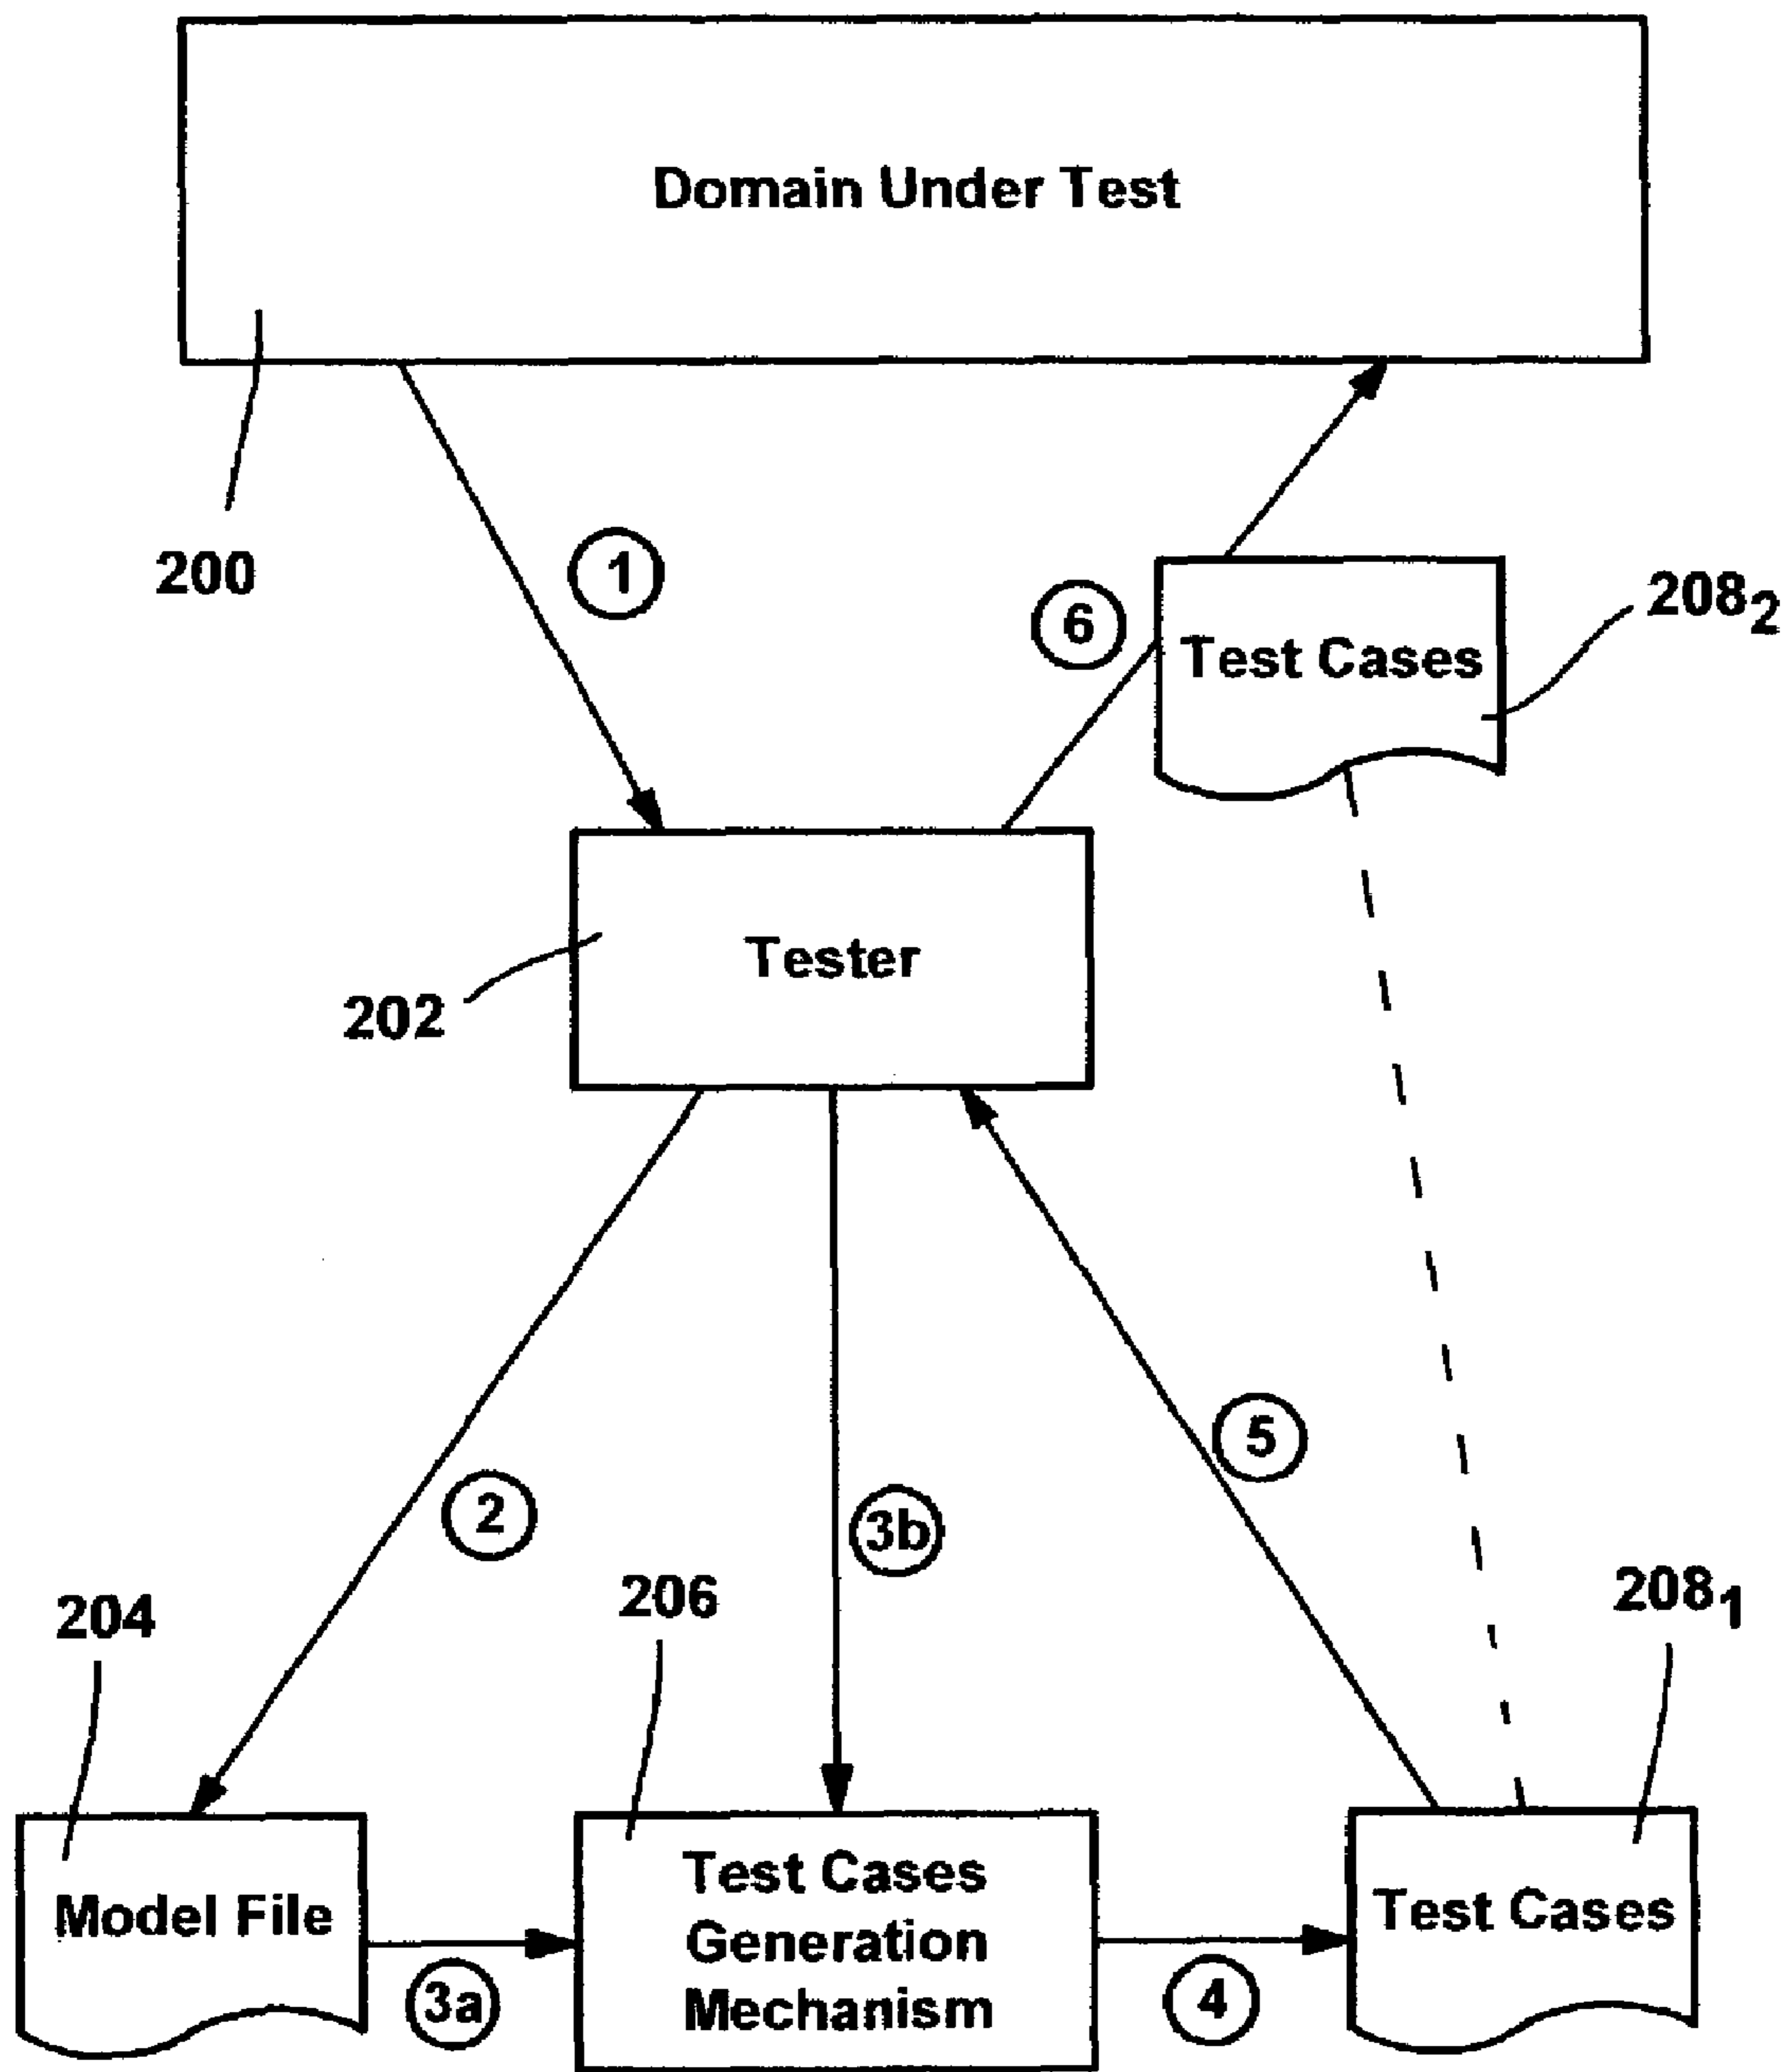 Domain Under Test
200
1
6
208₂
Test Cases
Tester
202
5
2
3b
204
206
208₁
Model File
Test Cases
Generation
Mechanism
Test Cases
3a
4